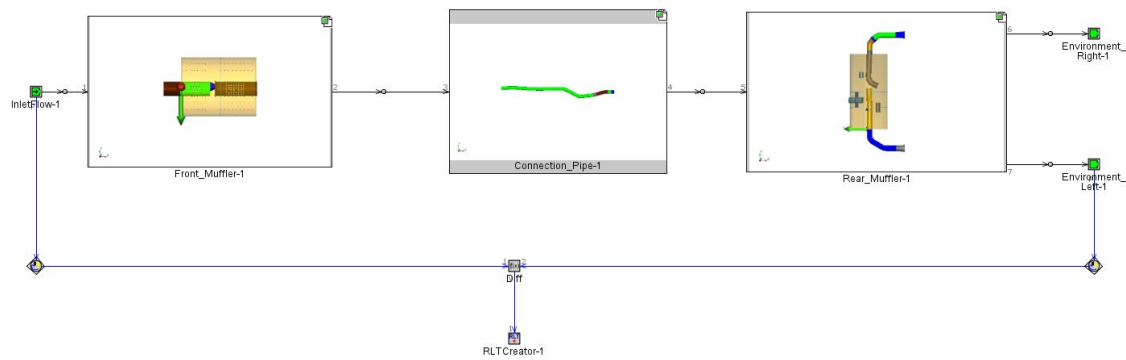 6
Environment_
Right-1
InletFlow-1
1
2
3
4
5
Front_Muffler-1
Connection_Pipe-1
Rear_Muffler-1
7
Environment_
Left-1
1
2
Diff
1
RLTCreator-1